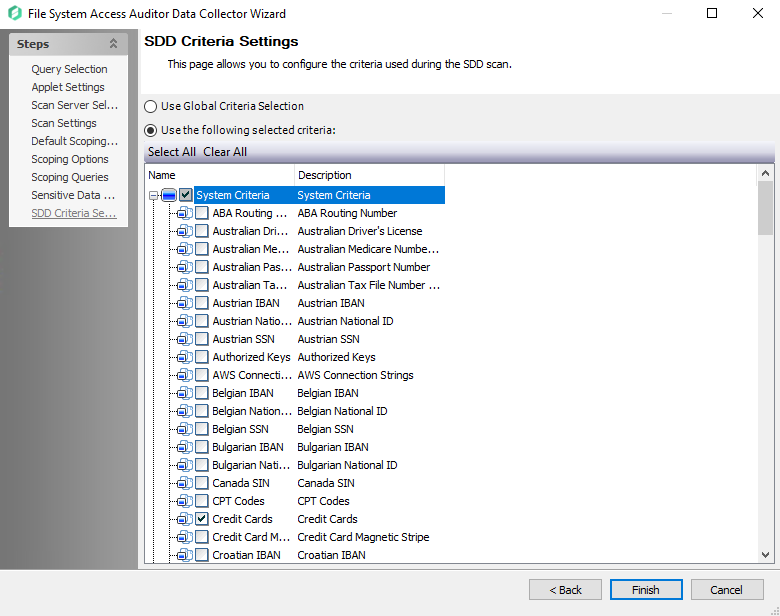 File System Access Auditor Data Collector Wizard
Steps
Query Selection
Applet Settings
Scan Server Sel...
Scan Settings
Default Scoping...
Scoping Options
Scoping Queries
Sensitive Data ...
SDD Criteria Se...
SDD Criteria Settings
This page allows you to configure the criteria used during the SDD scan.
Use Global Criteria Selection
Use the following selected criteria:
Select All Clear All
Name Description
System Criteria System Criteria
ABA Routing ... ABA Routing Number
Australian Dri... Australian Driver's License
Australian Me... Australian Medicare Numbe...
Australian Pas... Australian Passport Number
Australian Ta... Australian Tax File Number ...
Austrian IBAN Austrian IBAN
Austrian Natio... Austrian National ID
Austrian SSN Austrian SSN
Authorized Keys Authorized Keys
AWS Connecti... AWS Connection Strings
Belgian IBAN Belgian IBAN
Belgian Nation... Belgian National ID
Belgian SSN Belgian SSN
Bulgarian IBAN Bulgarian IBAN
Bulgarian Nati... Bulgarian National ID
Canada SIN Canada SIN
CPT Codes CPT Codes
Credit Cards Credit Cards
Credit Card M... Credit Card Magnetic Stripe
Croatian IBAN Croatian IBAN
< Back Finish Cancel